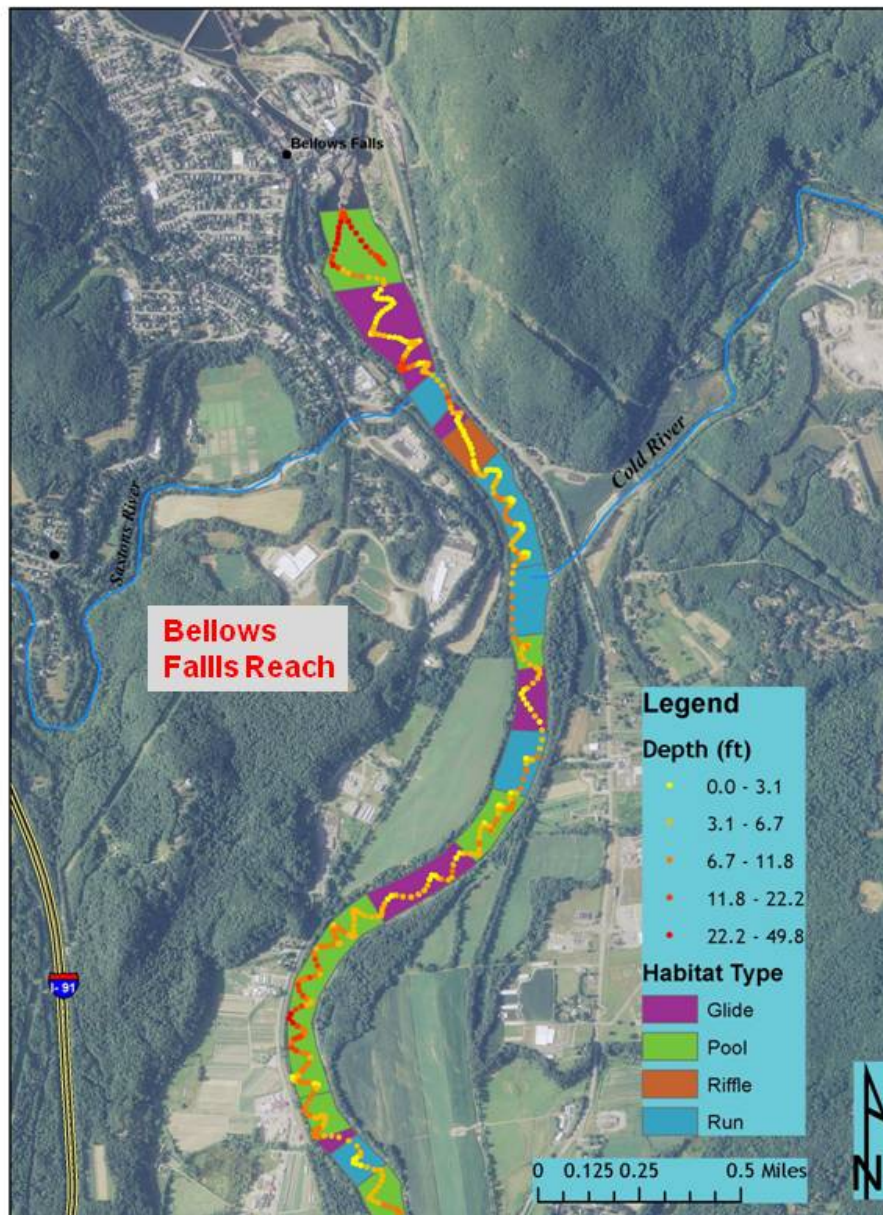 Bellows Falls
Cold River
Saxtons River
Bellows
Fallls Reach
I-91
Legend
Depth (ft)
0.0 - 3.1
3.1 - 6.7
6.7 - 11.8
11.8 - 22.2
22.2 - 49.8
Habitat Type
Glide
Pool
Riffle
Run
0 0.125 0.25 0.5 Miles
N